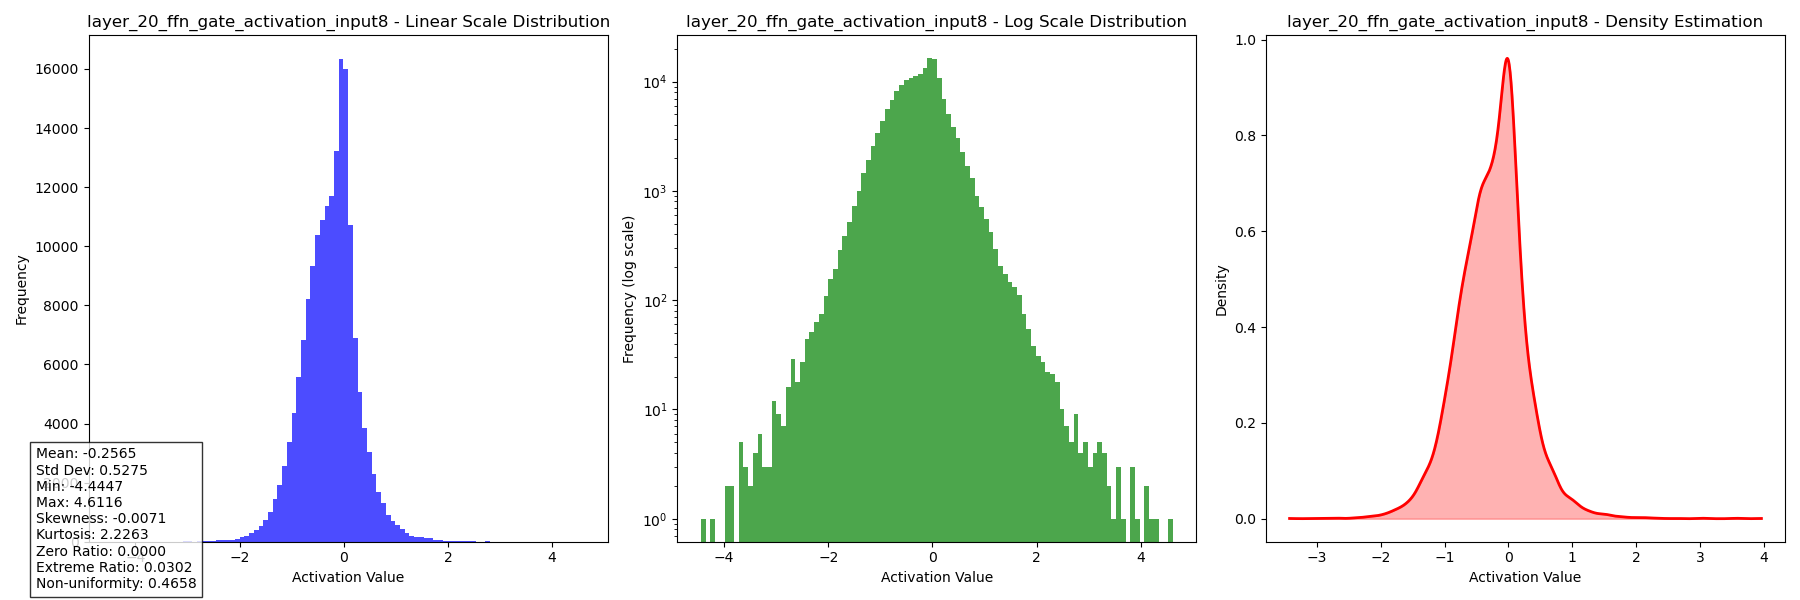 layer_20_ffn_gate_activation_input8 - Linear Scale Distribution
16000
14000
12000
10000
8000
6000
4000
2000
0
Frequency
−4
−2
0
2
4
Activation Value
Mean: -0.2565
Std Dev: 0.5275
Min: -4.4447
Max: 4.6116
Skewness: -0.0071
Kurtosis: 2.2263
Zero Ratio: 0.0000
Extreme Ratio: 0.0302
Non-uniformity: 0.4658
layer_20_ffn_gate_activation_input8 - Log Scale Distribution
10⁴
10³
10²
10¹
10⁰
Frequency (log scale)
−4
−2
0
2
4
Activation Value
layer_20_ffn_gate_activation_input8 - Density Estimation
1.0
0.8
0.6
0.4
0.2
0.0
Density
−3
−2
−1
0
1
2
3
4
Activation Value